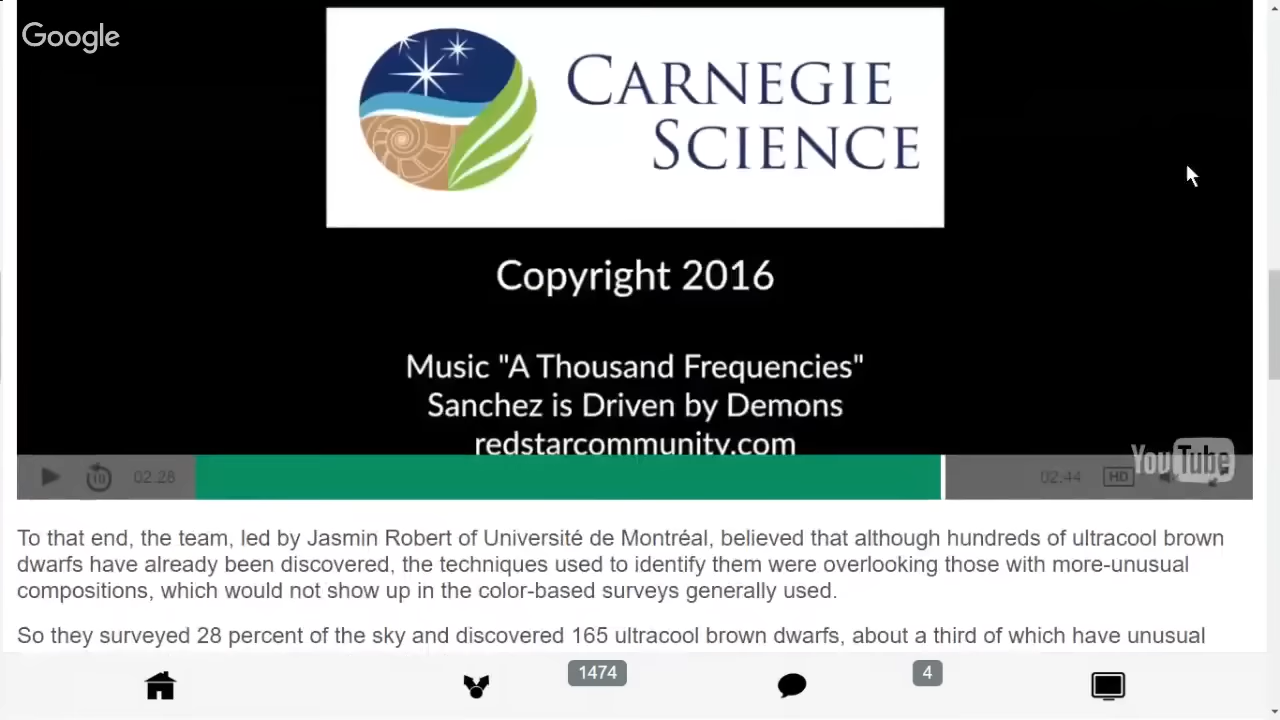 Google
CARNEGIE
SCIENCE
Copyright 2016
Music "A Thousand Frequencies"
Sanchez is Driven by Demons
redstarcommunity.com
10
02:28
02:44
HD
YouTube
To that end, the team, led by Jasmin Robert of Université de Montréal, believed that although hundreds of ultracool brown
dwarfs have already been discovered, the techniques used to identify them were overlooking those with more-unusual
compositions, which would not show up in the color-based surveys generally used.
So they surveyed 28 percent of the sky and discovered 165 ultracool brown dwarfs, about a third of which have unusual
1474
4